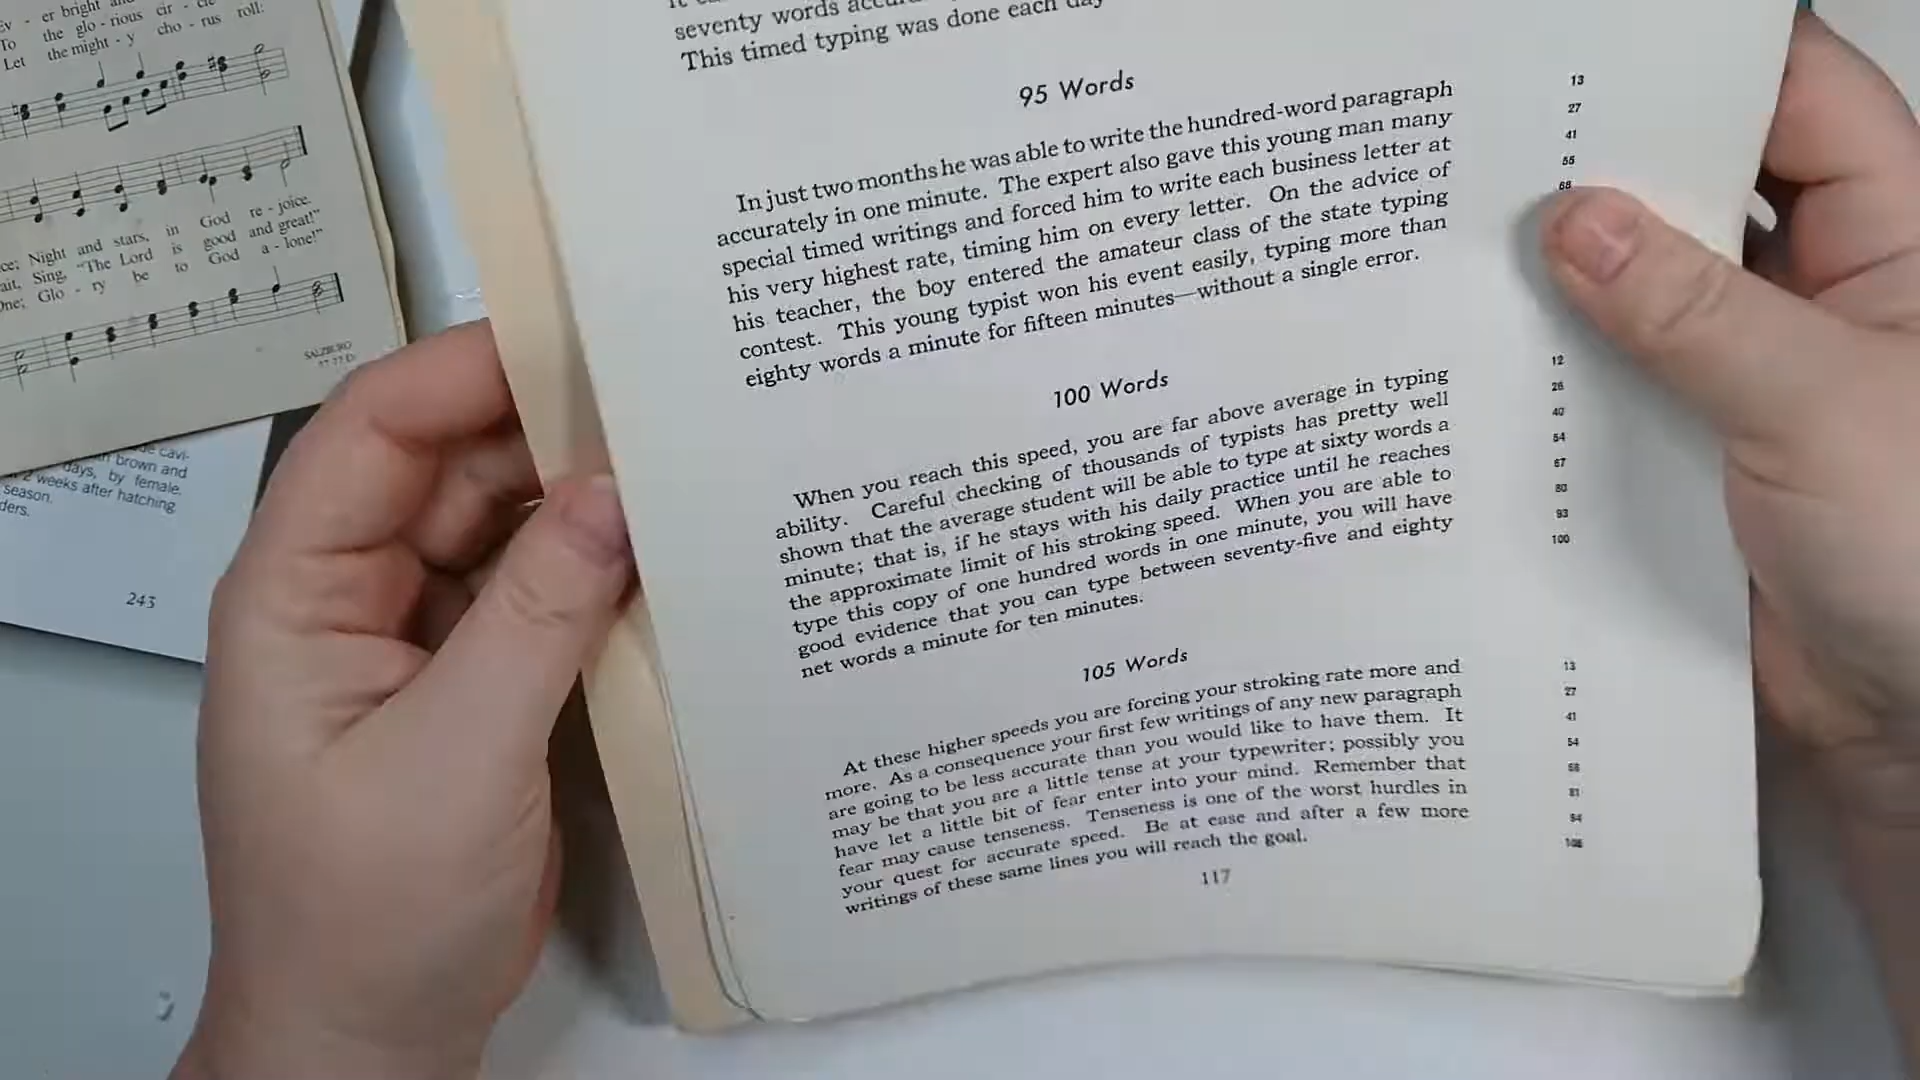 er bright
To the glo - rious cir - cle
Let the might - y cho - rus roll:
Night and stars, in God re - joice.
Sing, "The Lord is good and great!"
Glo - ry be to God a - lone!"
SALZBURG
77 77 D
brown and
days, by female.
2 weeks after hatching
season.
243
seventy words
This timed typing was done each day
95 Words
In just two months he was able to write the hundred-word paragraph
accurately in one minute. The expert also gave this young man many
special timed writings and forced him to write each business letter at
his very highest rate, timing him on every letter. On the advice of
his teacher, the boy entered the amateur class of the state typing
contest. This young typist won his event easily, typing more than
eighty words a minute for fifteen minutes—without a single error.
13
27
41
55
68
100 Words
When you reach this speed, you are far above average in typing
ability. Careful checking of thousands of typists has pretty well
shown that the average student will be able to type at sixty words a
minute; that is, if he stays with his daily practice until he reaches
the approximate limit of his stroking speed. When you are able to
type this copy of one hundred words in one minute, you will have
good evidence that you can type between seventy-five and eighty
net words a minute for ten minutes.
12
26
40
54
67
80
93
100
105 Words
At these higher speeds you are forcing your stroking rate more and
more. As a consequence your first few writings of any new paragraph
are going to be less accurate than you would like to have them. It
may be that you are a little tense at your typewriter; possibly you
have let a little bit of fear enter into your mind. Remember that
fear may cause tenseness. Tenseness is one of the worst hurdles in
your quest for accurate speed. Be at ease and after a few more
writings of these same lines you will reach the goal.
13
27
41
54
81
94
117